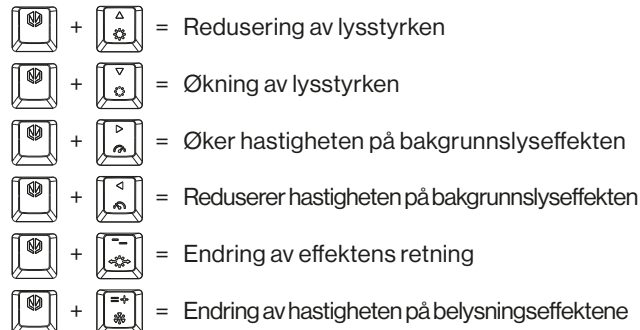 + = Redusering av lysstyrken
+ = Økning av lysstyrken
+ = Øker hastigheten på bakgrunnslyseffekten
+ = Reduserer hastigheten på bakgrunnslyseffekten
+ -_ = Endring av effektens retning
+ =+ = Endring av hastigheten på belysningseffektene